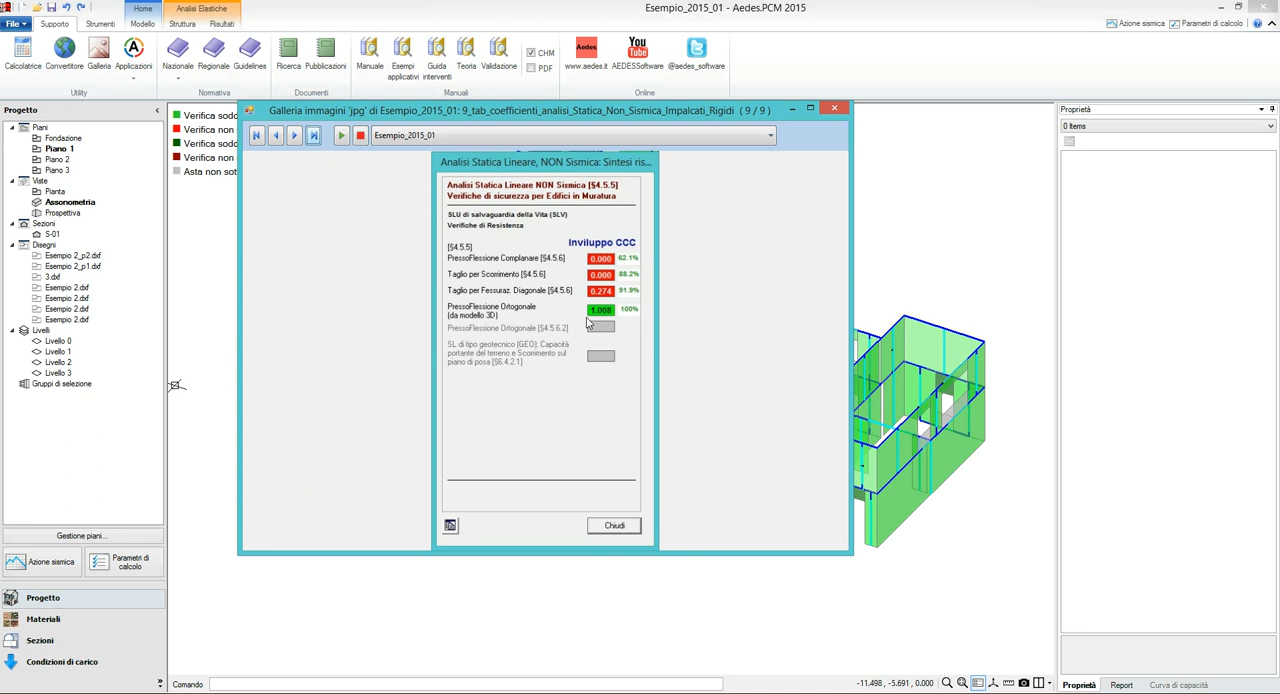 Esempio_2015_01 - Aedes.PCM 2015
Home
Analisi Elastiche
File
Supporto
Strumenti
Modello
Struttura
Risultati
Azione sismica
Parametri di calcolo
Calcolatrice
Convertitore
Galleria
Applicazioni
Nazionale
Regionale
Guidelines
Ricerca
Pubblicazioni
Manuale
Esempi applicativi
Guida interventi
Teoria
Validazione
CHM
PDF
Aedes
www.aedes.it
You Tube
AEDESSoftware
@aedes_software
Utility
Normativa
Documenti
Manuali
Online
Progetto
Piani
Fondazione
Piano 1
Piano 2
Piano 3
Viste
Pianta
Assonometria
Prospettiva
Sezioni
S-01
Disegni
Esempio 2_p2.dxf
Esempio 2_p1.dxf
3.dxf
Esempio 2.dxf
Esempio 2.dxf
Esempio 2.dxf
Esempio 2.dxf
Livelli
Livello 0
Livello 1
Livello 2
Livello 3
Gruppi di selezione
Gestione piani...
Azione sismica
Parametri di calcolo
Progetto
Materiali
Sezioni
Condizioni di carico
Verifica sodd
Verifica non
Verifica sodd
Verifica non
Asta non sot
Galleria immagini 'jpg' di Esempio_2015_01: 9_tab_coefficienti_analisi_Statica_Non_Sismica_Impalcati_Rigidi ( 9 / 9 )
Esempio_2015_01
Analisi Statica Lineare, NON Sismica: Sintesi ris...
Analisi Statica Lineare NON Sismica [§4.5.5]
Verifiche di sicurezza per Edifici in Muratura
SLU di salvaguardia della Vita (SLV)
Verifiche di Resistenza
Inviluppo CCC
[§4.5.5]
PressoFlessione Complanare [§4.5.6] 0.000 62.1%
Taglio per Scorrimento [§4.5.6] 0.000 88.2%
Taglio per Fessuraz. Diagonale [§4.5.6] 0.274 91.9%
PressoFlessione Ortogonale
(da modello 3D) 1.008 100%
PressoFlessione Ortogonale [§4.5.6.2]
SL di tipo geotecnico (GEO): Capacità
portante del terreno e Scorrimento sul
piano di posa [§6.4.2.1]
Chiudi
Proprietà
0 Items
Comando
-11.498 , -5.691 , 0.000
Proprietà
Report
Curva di capacità